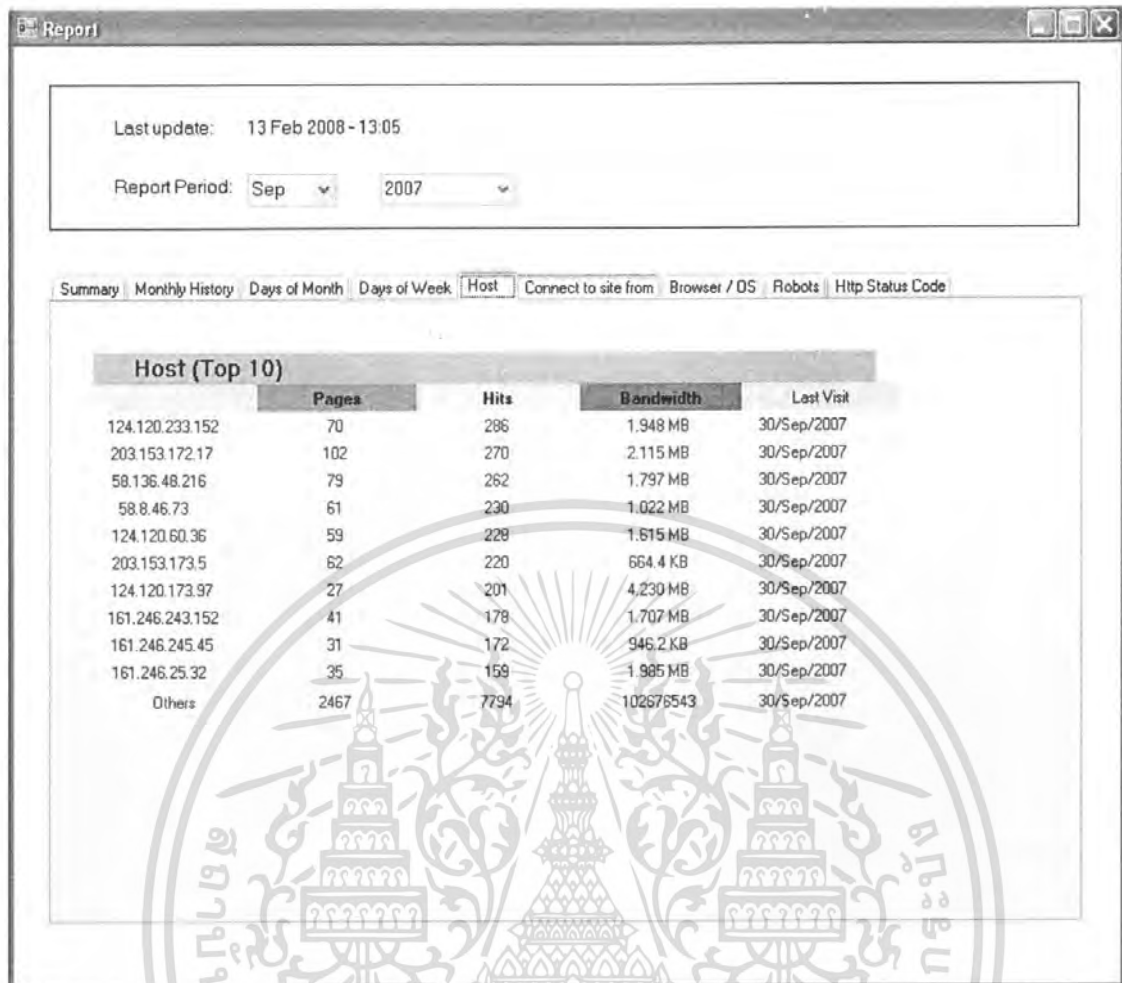 Report
Last update: 13 Feb 2008 - 13:05
Report Period: Sep 2007
Summary Monthly History Days of Month Days of Week Host Connect to site from Browser / OS Robots Http Status Code
Host (Top 10)
Pages Hits Bandwidth Last Visit
124.120.233.152 70 286 1.948 MB 30/Sep/2007
203.153.172.17 102 270 2.115 MB 30/Sep/2007
58.136.48.216 79 262 1.797 MB 30/Sep/2007
58.8.46.73 61 230 1.022 MB 30/Sep/2007
124.120.60.36 59 228 1.615 MB 30/Sep/2007
203.153.173.5 62 220 664.4 KB 30/Sep/2007
124.120.173.97 27 201 4.230 MB 30/Sep/2007
161.246.243.152 41 178 1.707 MB 30/Sep/2007
161.246.245.45 31 172 946.2 KB 30/Sep/2007
161.246.25.32 35 159 1.985 MB 30/Sep/2007
Others 2467 7794 102676543 30/Sep/2007